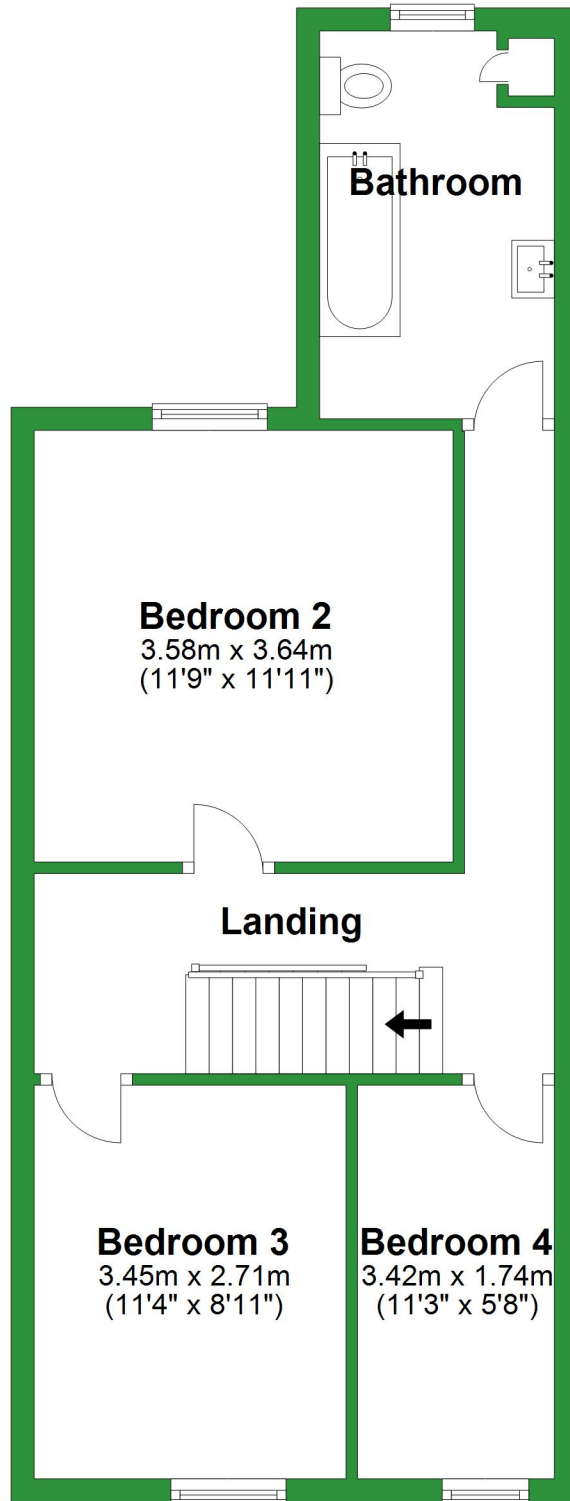 Bathroom
Bedroom 2
3.58m x 3.64m
(11'9" x 11'11")
Landing
Bedroom 3
3.45m x 2.71m
(11'4" x 8'11")
Bedroom 4
3.42m x 1.74m
(11'3" x 5'8")